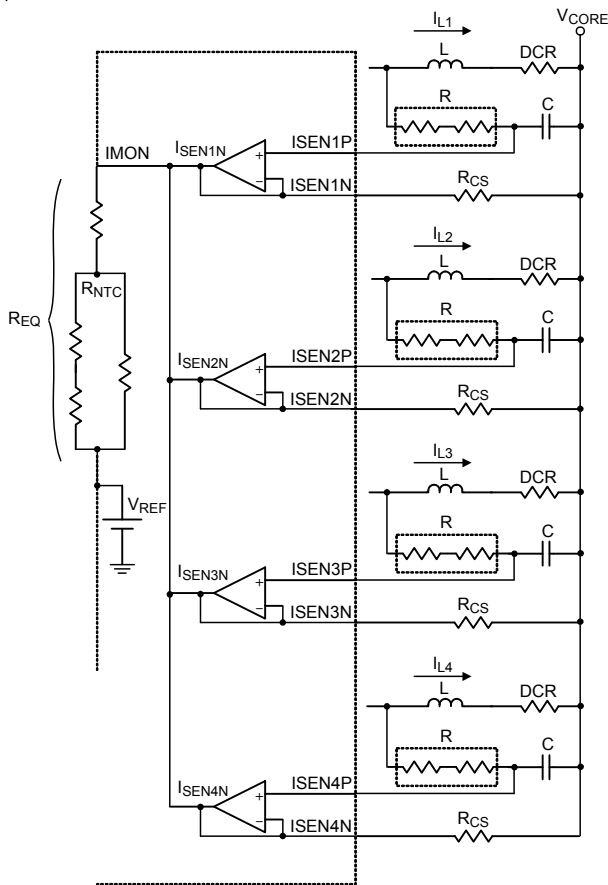 V_CORE
I_L1
L
DCR
R
C
ISEN1P
I_SEN1N
IMON
ISEN1N
R_CS
I_L2
L
DCR
R_NTC
R
C
R_EQ
ISEN2P
I_SEN2N
ISEN2N
R_CS
I_L3
L
DCR
V_REF
R
C
ISEN3P
I_SEN3N
ISEN3N
R_CS
I_L4
L
DCR
R
C
ISEN4P
I_SEN4N
ISEN4N
R_CS